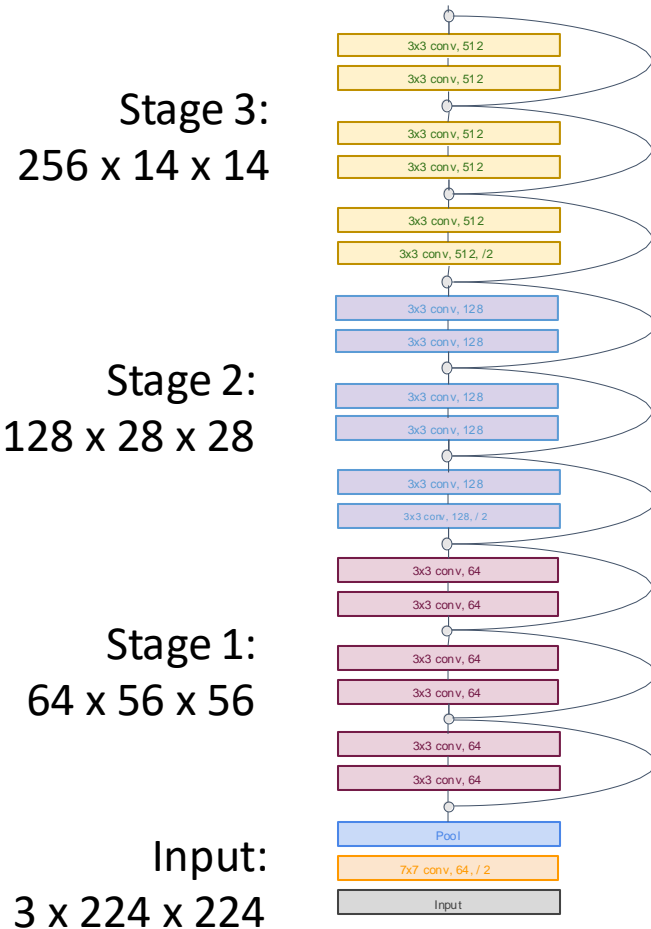 3x3 conv, 512
3x3 conv, 512
Stage 3:
256 x 14 x 14
3x3 conv, 512
3x3 conv, 512
3x3 conv, 512
3x3 conv, 512, /2
3x3 conv, 128
3x3 conv, 128
Stage 2:
128 x 28 x 28
3x3 conv, 128
3x3 conv, 128
3x3 conv, 128
3x3 conv, 128, / 2
3x3 conv, 64
3x3 conv, 64
Stage 1:
64 x 56 x 56
3x3 conv, 64
3x3 conv, 64
3x3 conv, 64
3x3 conv, 64
Input:
3 x 224 x 224
Pool
7x7 conv, 64, / 2
Input